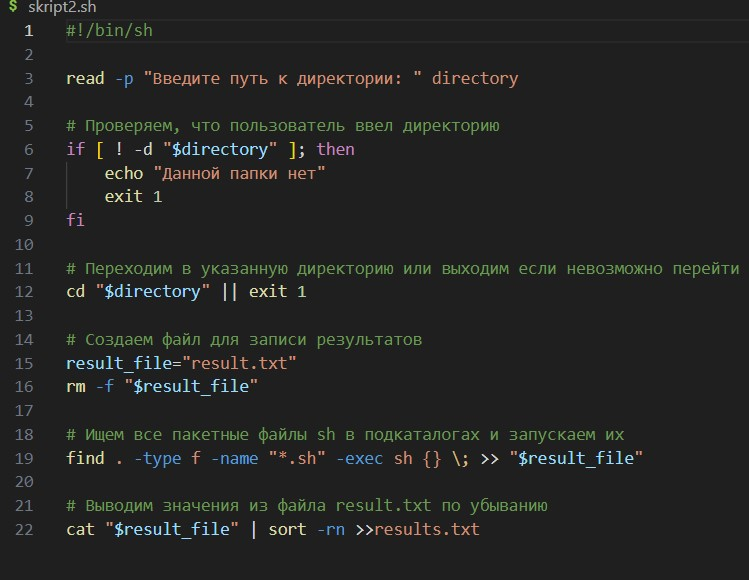 $ skript2.sh
1 #!/bin/sh
2
3 read -p "Введите путь к директории: " directory
4
5 # Проверяем, что пользователь ввел директорию
6 if [ ! -d "$directory" ]; then
7     echo "Данной папки нет"
8     exit 1
9 fi
10
11 # Переходим в указанную директорию или выходим если невозможно перейти
12 cd "$directory" || exit 1
13
14 # Создаем файл для записи результатов
15 result_file="result.txt"
16 rm -f "$result_file"
17
18 # Ищем все пакетные файлы sh в подкаталогах и запускаем их
19 find . -type f -name "*.sh" -exec sh {} \; >> "$result_file"
20
21 # Выводим значения из файла result.txt по убыванию
22 cat "$result_file" | sort -rn >>results.txt